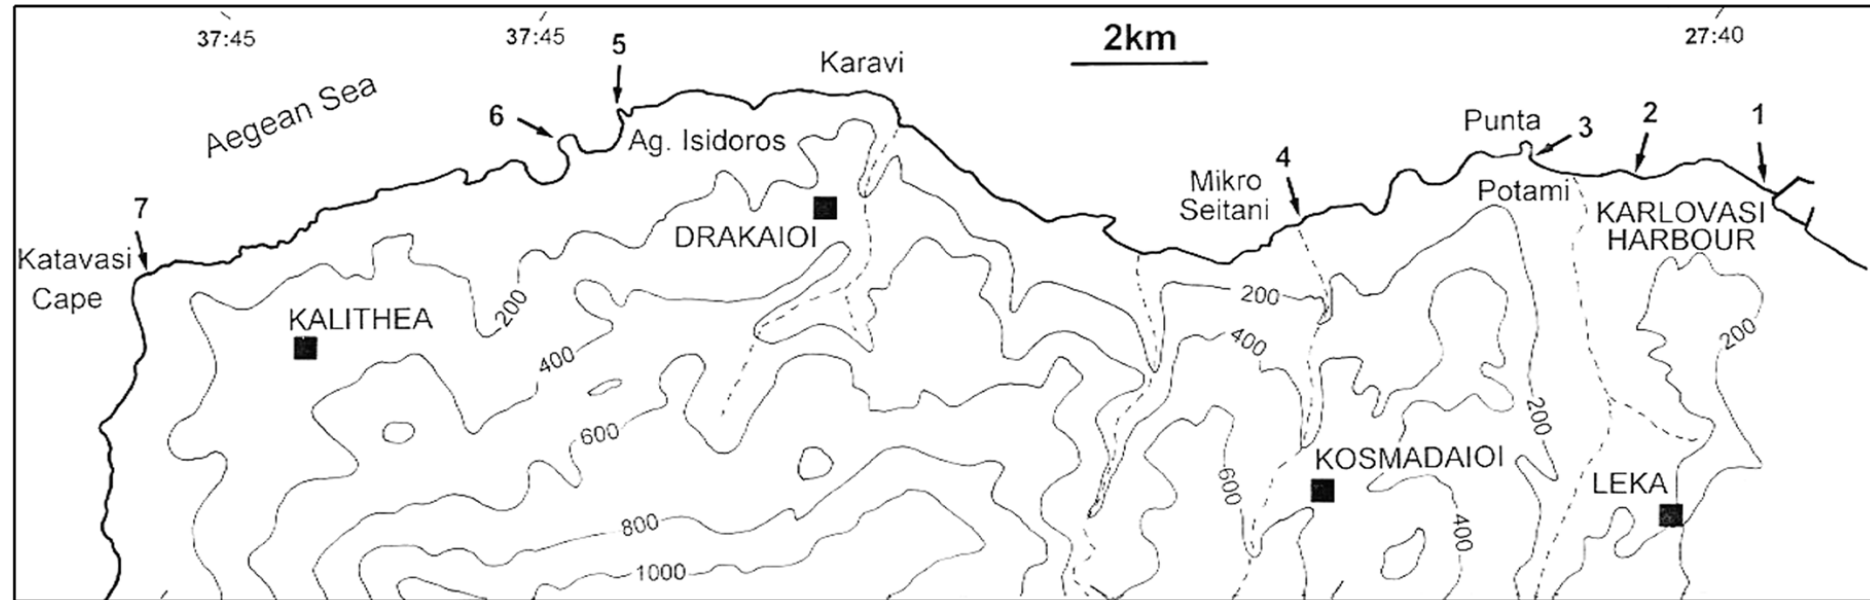 37:45
37:45
5
Karavi
2km
27:40
Aegean Sea
6
Ag. Isidoros
Punta
3
2
1
4
Mikro
Seitani
Potami
KARLOVASI
HARBOUR
7
DRAKAIOI
Katavasi
Cape
KALITHEA
200
400
200
400
200
600
200
600
KOSMADAIOI
LEKA
800
400
1000